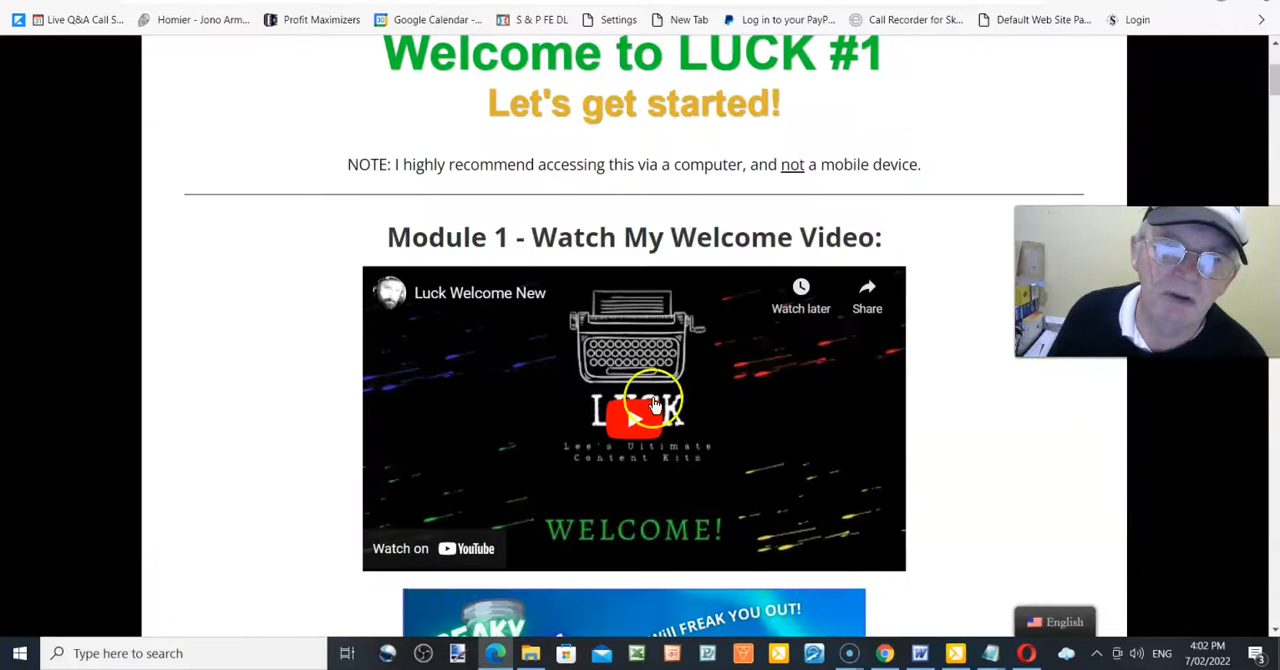 Live Q&A Call S...
Homier - Jono Arm...
Profit Maximizers
Google Calendar -...
S & P FE DL
Settings
New Tab
Log in to your PayP...
Call Recorder for Sk...
Default Web Site Pa...
Login
Welcome to LUCK #1
Let's get started!
NOTE: I highly recommend accessing this via a computer, and not a mobile device.
Module 1 - Watch My Welcome Video:
Luck Welcome New
Watch later
Share
LUCK
Lee's Ultimate
Content Kits
WELCOME!
Watch on YouTube
Will FREAK YOU OUT!
English
Type here to search
ENG
4:02 PM
7/02/2022